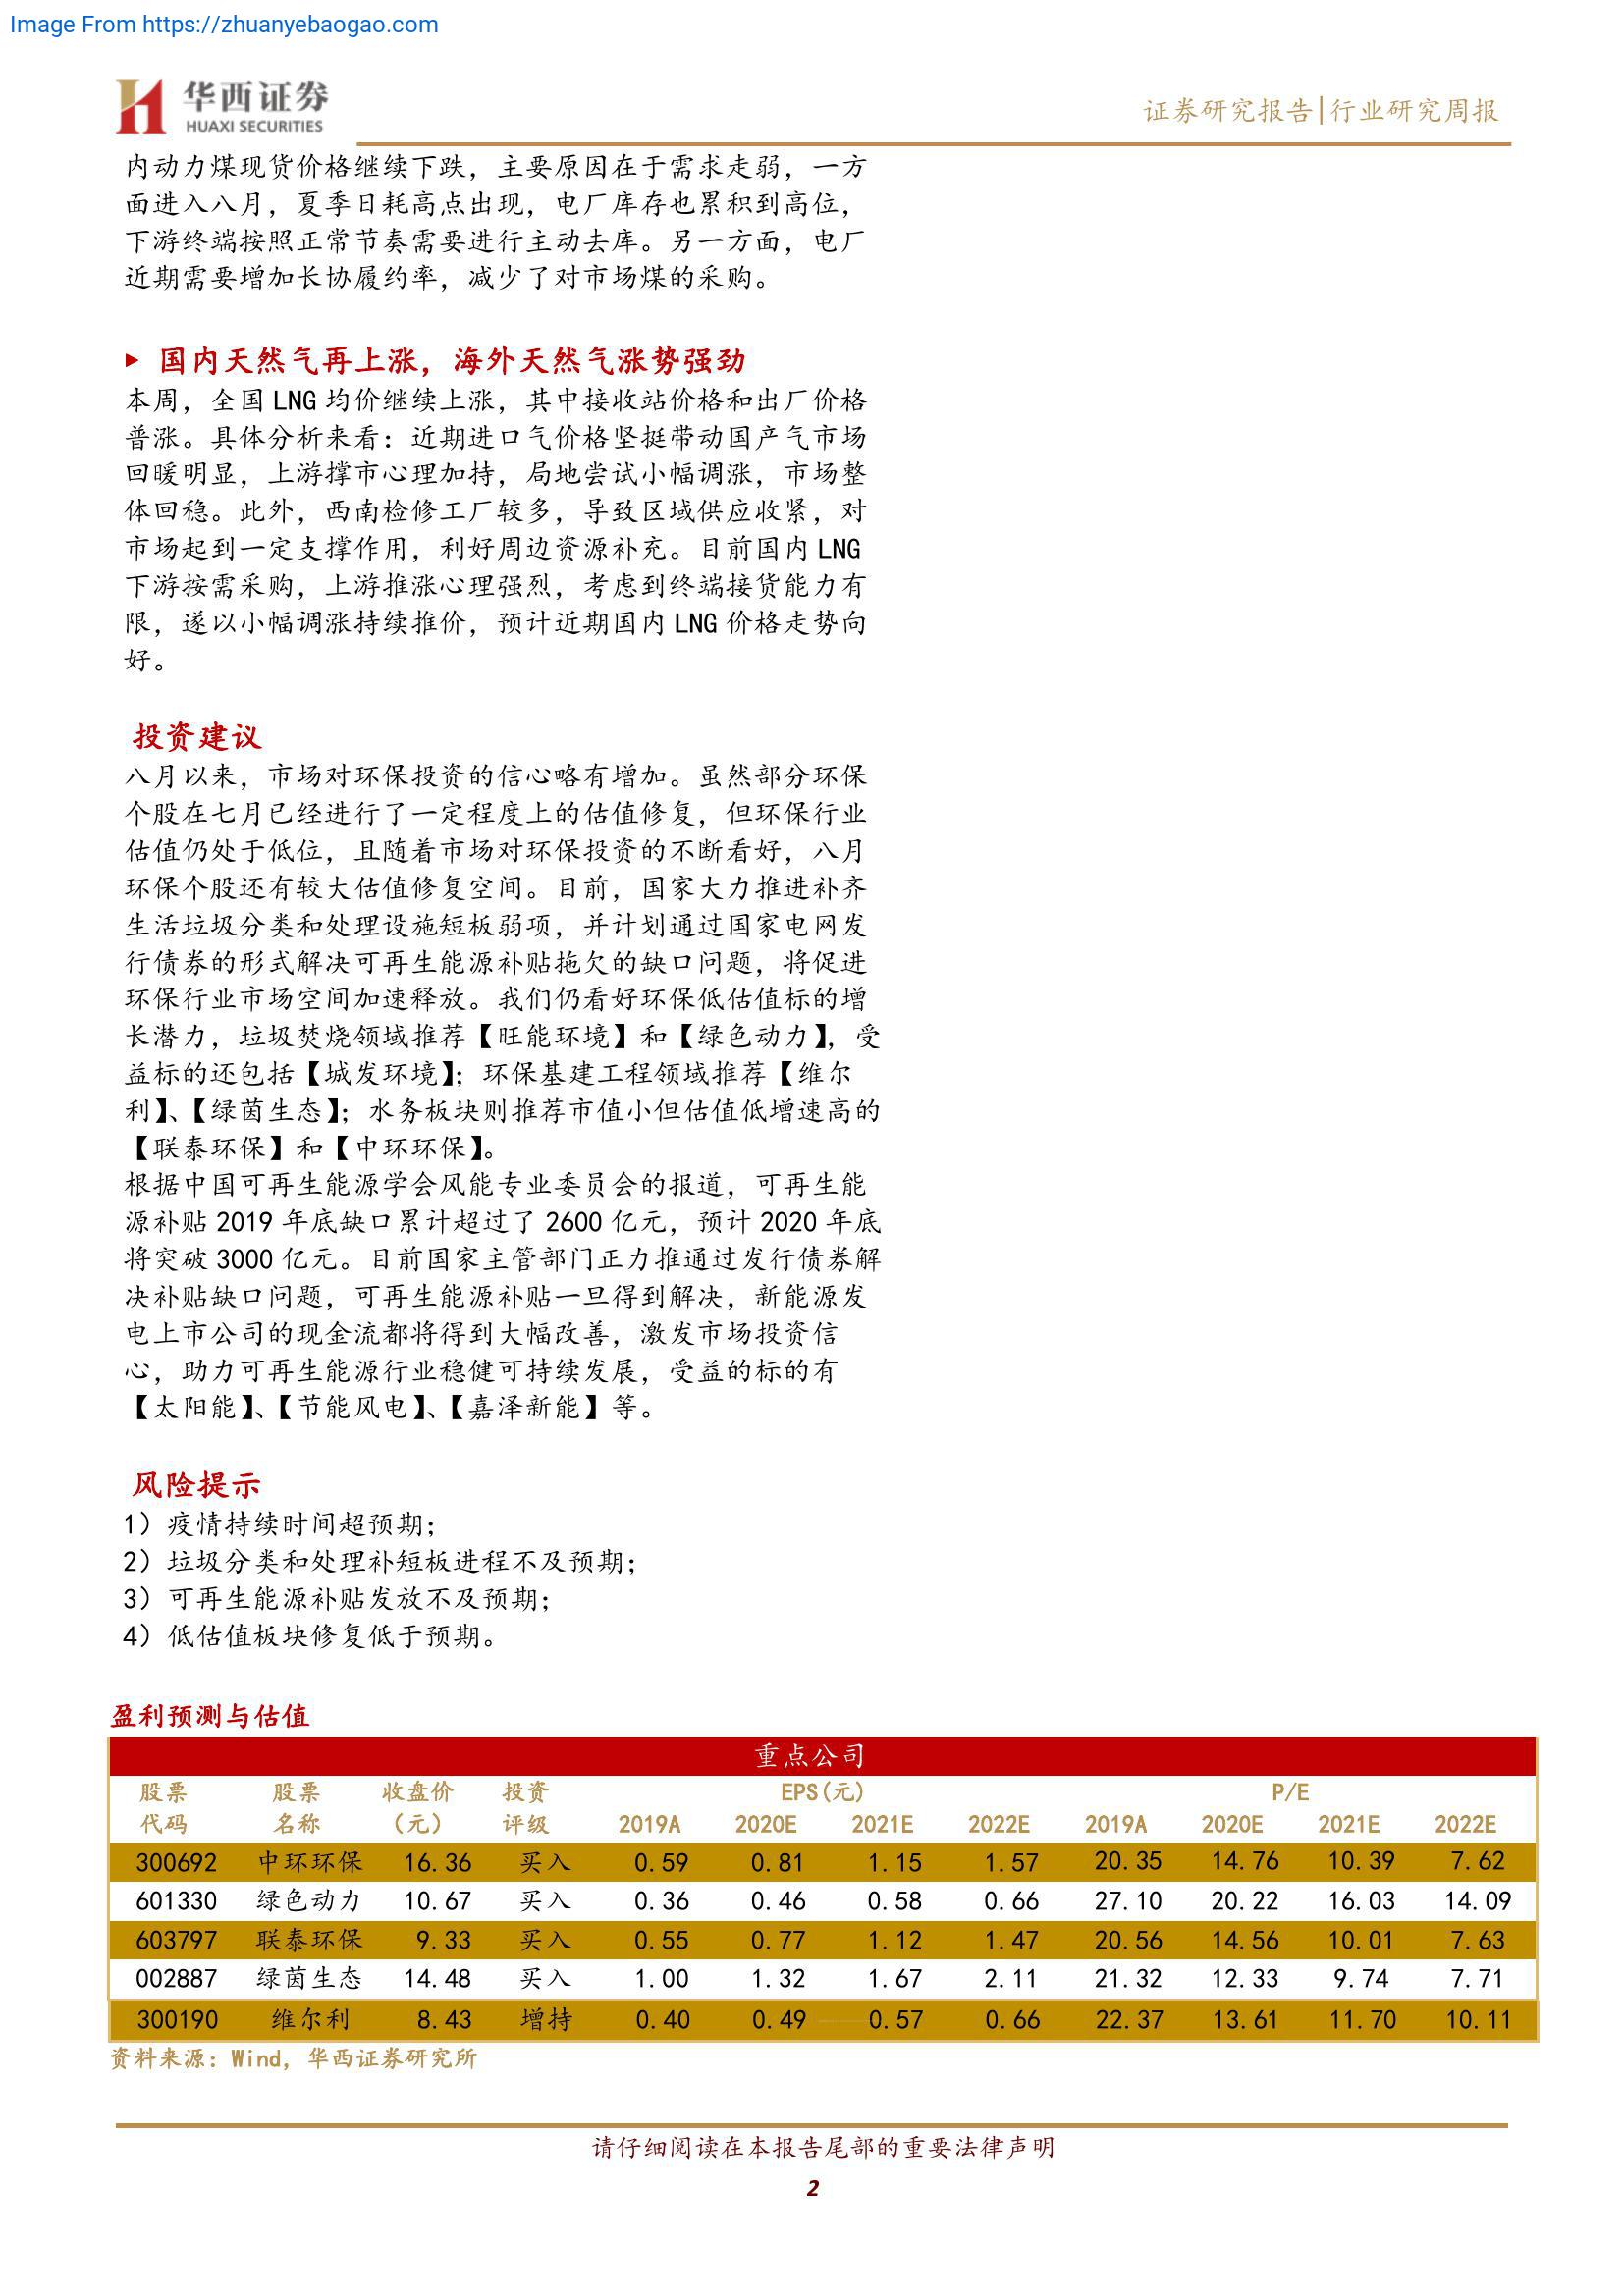 Image From https://zhuanyebaogao.com
华西证券
HUAXI SECURITIES
证券研究报告|行业研究周报
内动力煤现货价格继续下跌，主要原因在于需求走弱，一方
面进入八月，夏季日耗高点出现，电厂库存也累积到高位，
下游终端按照正常节奏需要进行主动去库。另一方面，电厂
近期需要增加长协履约率，减少了对市场煤的采购。
▶ 国内天然气再上涨，海外天然气涨势强劲
本周，全国 LNG 均价继续上涨，其中接收站价格和出厂价格
普涨。具体分析来看：近期进口气价格坚挺带动国产气市场
回暖明显，上游撑市心理加持，局地尝试小幅调涨，市场整
体回稳。此外，西南检修工厂较多，导致区域供应收紧，对
市场起到一定支撑作用，利好周边资源补充。目前国内 LNG
下游按需采购，上游推涨心理强烈，考虑到终端接货能力有
限，遂以小幅调涨持续推价，预计近期国内 LNG 价格走势向
好。
投资建议
八月以来，市场对环保投资的信心略有增加。虽然部分环保
个股在七月已经进行了一定程度上的估值修复，但环保行业
估值仍处于低位，且随着市场对环保投资的不断看好，八月
环保个股还有较大估值修复空间。目前，国家大力推进补齐
生活垃圾分类和处理设施短板弱项，并计划通过国家电网发
行债券的形式解决可再生能源补贴拖欠的缺口问题，将促进
环保行业市场空间加速释放。我们仍看好环保低估值标的增
长潜力，垃圾焚烧领域推荐【旺能环境】和【绿色动力】，受
益标的还包括【城发环境】；环保基建工程领域推荐【维尔
利】、【绿茵生态】；水务板块则推荐市值小但估值低增速高的
【联泰环保】和【中环环保】。
根据中国可再生能源学会风能专业委员会的报道，可再生能
源补贴 2019 年底缺口累计超过了 2600 亿元，预计 2020 年底
将突破 3000 亿元。目前国家主管部门正力推通过发行债券解
决补贴缺口问题，可再生能源补贴一旦得到解决，新能源发
电上市公司的现金流都将得到大幅改善，激发市场投资信
心，助力可再生能源行业稳健可持续发展，受益的标的有
【太阳能】、【节能风电】、【嘉泽新能】等。
风险提示
1）疫情持续时间超预期；
2）垃圾分类和处理补短板进程不及预期；
3）可再生能源补贴发放不及预期；
4）低估值板块修复低于预期。
盈利预测与估值
重点公司
股票 股票 收盘价 投资 EPS(元) P/E
代码 名称 （元） 评级 2019A 2020E 2021E 2022E 2019A 2020E 2021E 2022E
300692 中环环保 16.36 买入 0.59 0.81 1.15 1.57 20.35 14.76 10.39 7.62
601330 绿色动力 10.67 买入 0.36 0.46 0.58 0.66 27.10 20.22 16.03 14.09
603797 联泰环保 9.33 买入 0.55 0.77 1.12 1.47 20.56 14.56 10.01 7.63
002887 绿茵生态 14.48 买入 1.00 1.32 1.67 2.11 21.32 12.33 9.74 7.71
300190 维尔利 8.43 增持 0.40 0.49 0.57 0.66 22.37 13.61 11.70 10.11
资料来源：Wind，华西证券研究所
请仔细阅读在本报告尾部的重要法律声明
2